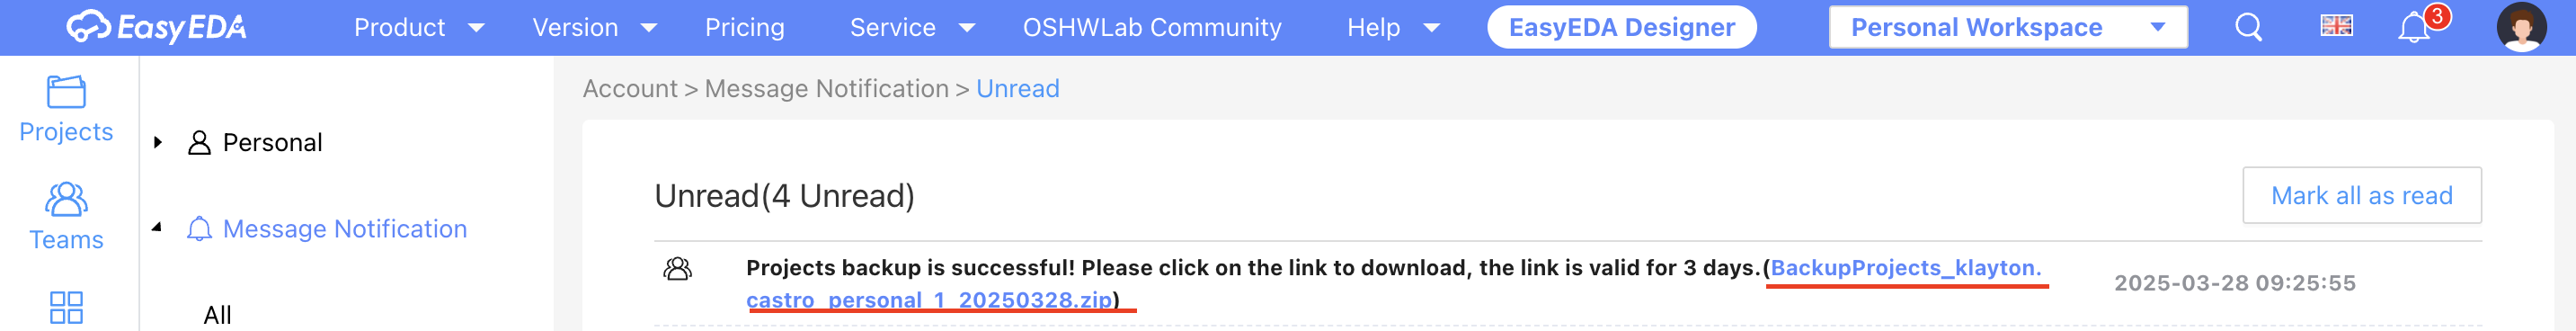 EasyEDA
Product
Version
Pricing
Service
OSHWLab Community
Help
EasyEDA Designer
Personal Workspace
3
Projects
Teams
Personal
Message Notification
All
Account > Message Notification > Unread
Unread(4 Unread)
Mark all as read
Projects backup is successful! Please click on the link to download, the link is valid for 3 days.(BackupProjects_klayton.
castro_personal_1_20250328.zip)
2025-03-28 09:25:55